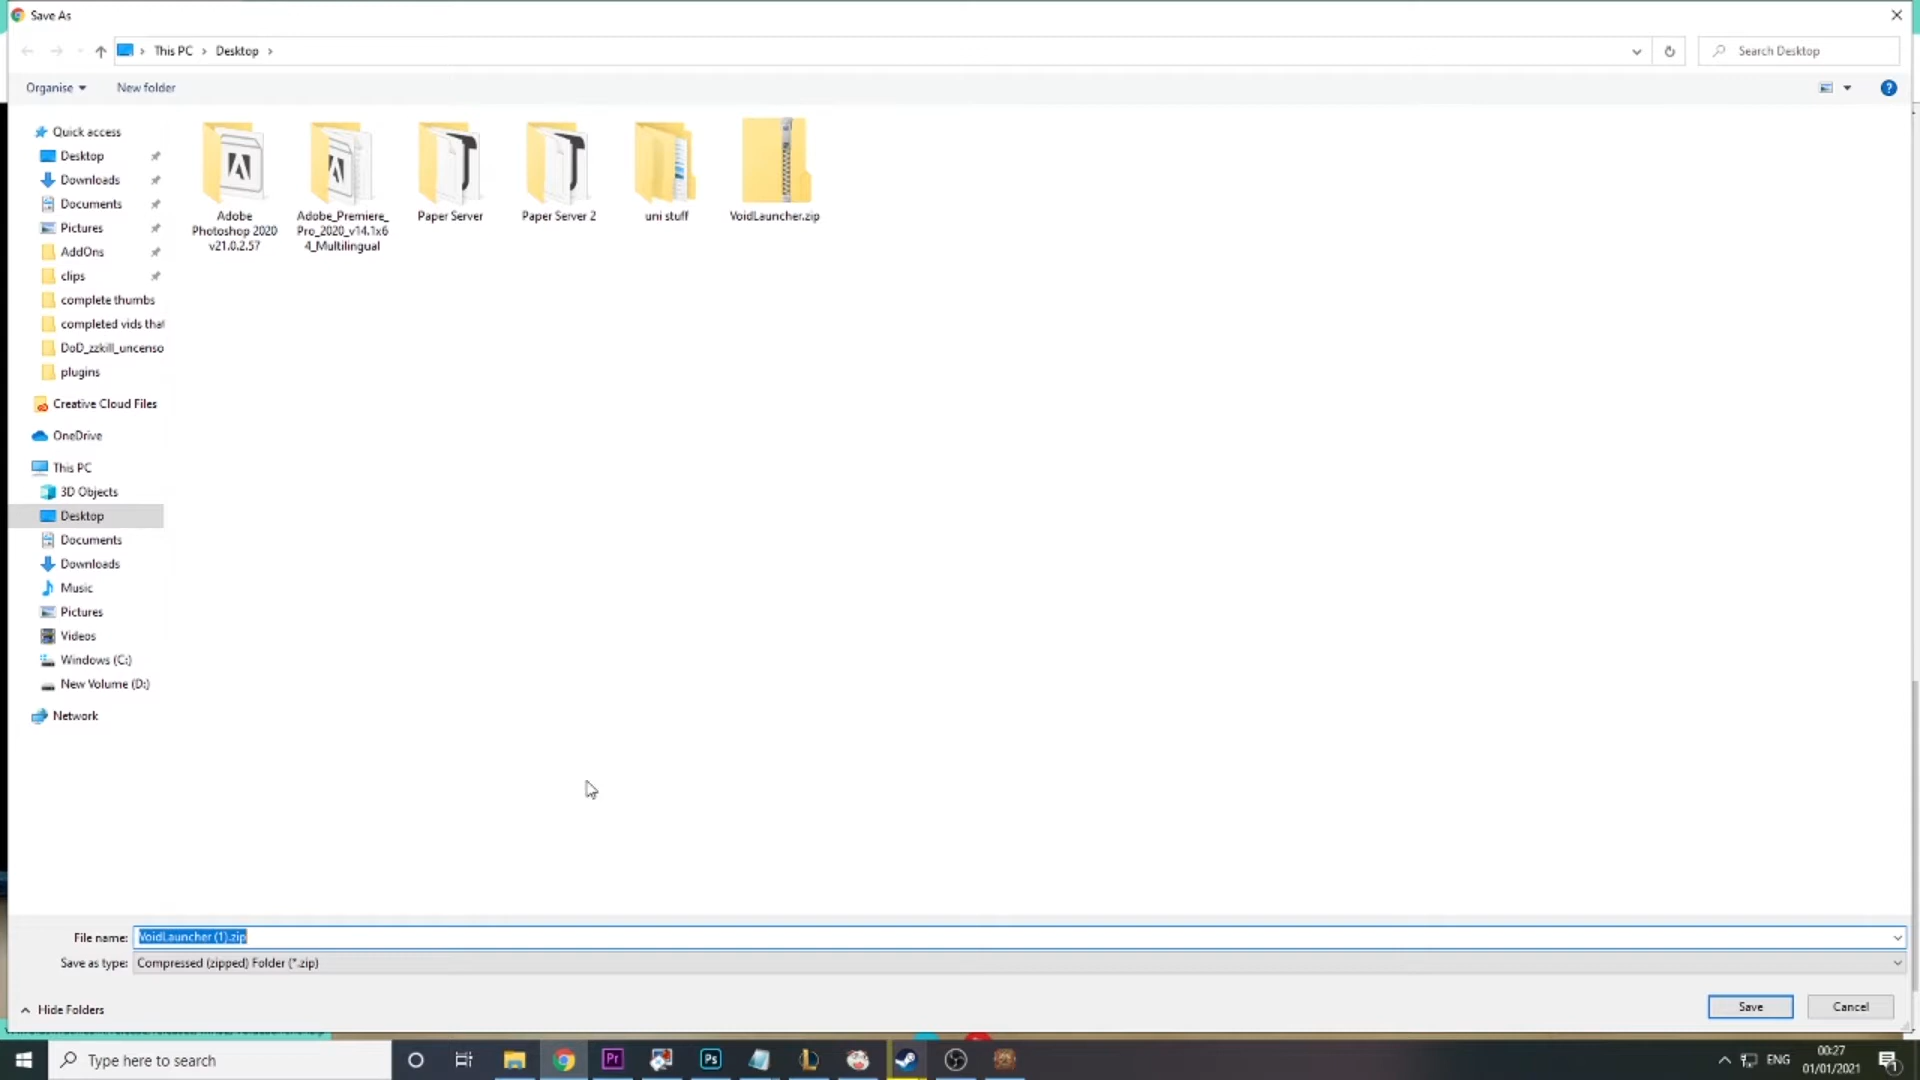 Save As
This PC
Desktop
Search Desktop
Organise
New folder
?
Quick access
Desktop
Downloads
Documents
Pictures
AddOns
clips
complete thumbs
completed vids that
DoD_zzkill_uncenso
plugins
Creative Cloud Files
OneDrive
This PC
3D Objects
Desktop
Documents
Downloads
Music
Pictures
Videos
Windows (C:)
New Volume (D:)
Network
Adobe
Photoshop 2020
v21.0.2.57
Adobe_Premiere_
Pro_2020_v14.1x6
4_Multilingual
Paper Server
Paper Server 2
uni stuff
VoidLauncher.zip
File name: VoidLauncher (1).zip
Save as type: Compressed (zipped) Folder (*.zip)
Hide Folders
Save
Cancel
Type here to search
Pr
Ps
ENG
00:27
01/01/2021
1